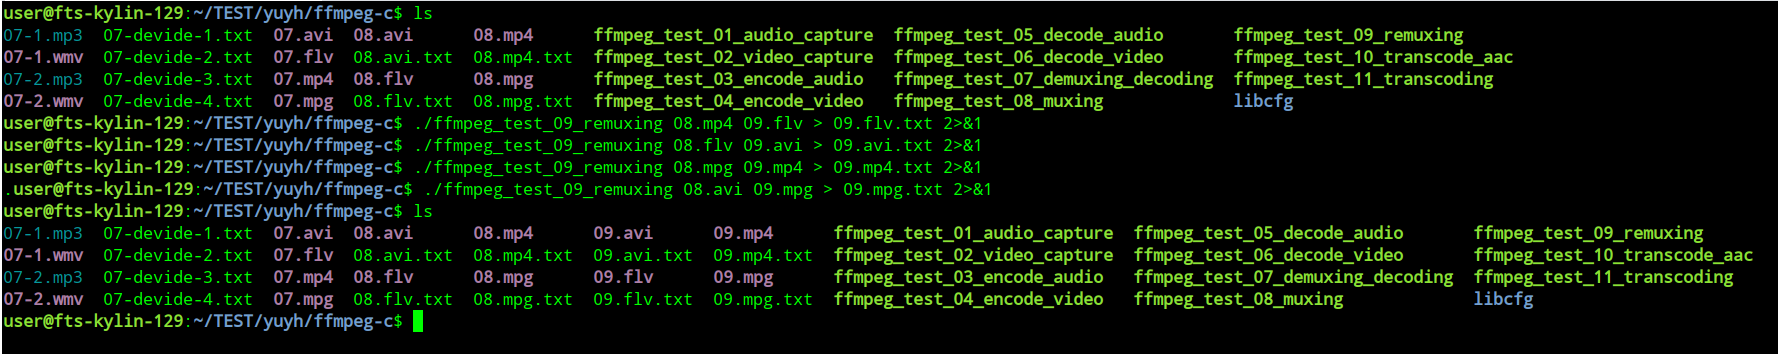 user@fts-kylin-129:~/TEST/yuyh/ffmpeg-c$ ls
07-1.mp3  07-devide-1.txt  07.avi  08.avi      08.mp4      ffmpeg_test_01_audio_capture  ffmpeg_test_05_decode_audio       ffmpeg_test_09_remuxing
07-1.wmv  07-devide-2.txt  07.flv  08.avi.txt  08.mp4.txt  ffmpeg_test_02_video_capture  ffmpeg_test_06_decode_video       ffmpeg_test_10_transcode_aac
07-2.mp3  07-devide-3.txt  07.mp4  08.flv      08.mpg      ffmpeg_test_03_encode_audio   ffmpeg_test_07_demuxing_decoding  ffmpeg_test_11_transcoding
07-2.wmv  07-devide-4.txt  07.mpg  08.flv.txt  08.mpg.txt  ffmpeg_test_04_encode_video   ffmpeg_test_08_muxing             libcfg
user@fts-kylin-129:~/TEST/yuyh/ffmpeg-c$ ./ffmpeg_test_09_remuxing 08.mp4 09.flv > 09.flv.txt 2>&1
user@fts-kylin-129:~/TEST/yuyh/ffmpeg-c$ ./ffmpeg_test_09_remuxing 08.flv 09.avi > 09.avi.txt 2>&1
user@fts-kylin-129:~/TEST/yuyh/ffmpeg-c$ ./ffmpeg_test_09_remuxing 08.mpg 09.mp4 > 09.mp4.txt 2>&1
.user@fts-kylin-129:~/TEST/yuyh/ffmpeg-c$ ./ffmpeg_test_09_remuxing 08.avi 09.mpg > 09.mpg.txt 2>&1
user@fts-kylin-129:~/TEST/yuyh/ffmpeg-c$ ls
07-1.mp3  07-devide-1.txt  07.avi  08.avi      08.mp4      09.avi      09.mp4      ffmpeg_test_01_audio_capture  ffmpeg_test_05_decode_audio       ffmpeg_test_09_remuxing
07-1.wmv  07-devide-2.txt  07.flv  08.avi.txt  08.mp4.txt  09.avi.txt  09.mp4.txt  ffmpeg_test_02_video_capture  ffmpeg_test_06_decode_video       ffmpeg_test_10_transcode_aac
07-2.mp3  07-devide-3.txt  07.mp4  08.flv      08.mpg      09.flv      09.mpg      ffmpeg_test_03_encode_audio   ffmpeg_test_07_demuxing_decoding  ffmpeg_test_11_transcoding
07-2.wmv  07-devide-4.txt  07.mpg  08.flv.txt  08.mpg.txt  09.flv.txt  09.mpg.txt  ffmpeg_test_04_encode_video   ffmpeg_test_08_muxing             libcfg
user@fts-kylin-129:~/TEST/yuyh/ffmpeg-c$